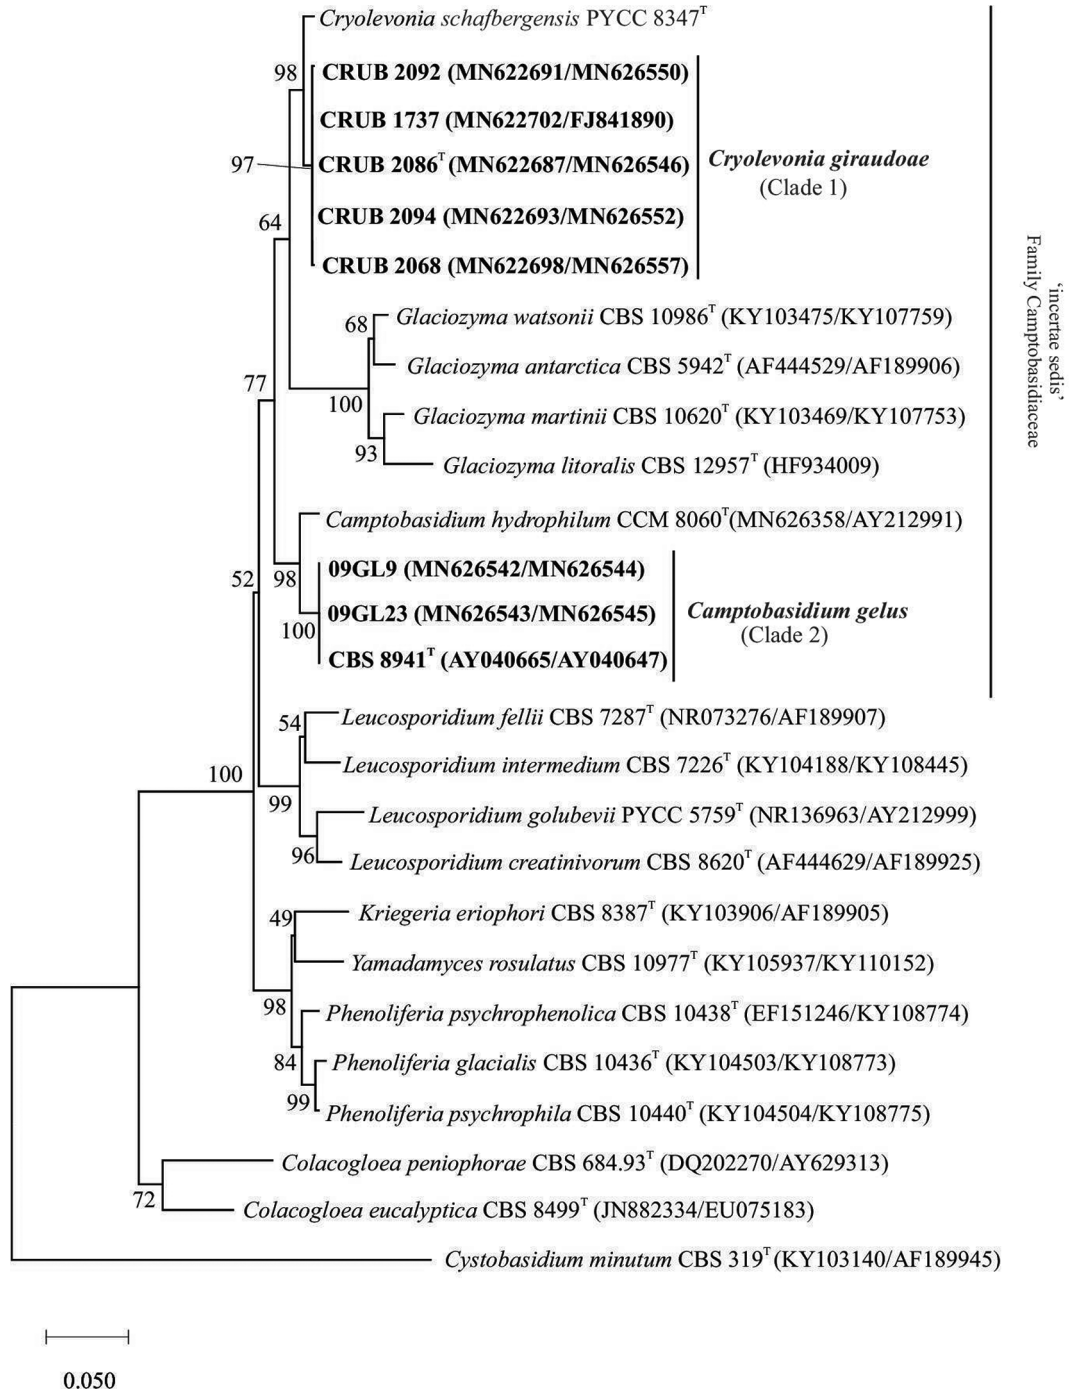 Cryolevonia schafbergensis PYCC 8347T
98
CRUB 2092 (MN622691/MN626550)
CRUB 1737 (MN622702/FJ841890)
97
CRUB 2086T (MN622687/MN626546)
Cryolevonia giraudoae
(Clade 1)
CRUB 2094 (MN622693/MN626552)
64
CRUB 2068 (MN622698/MN626557)
'incertae sedis'
Family Camptobasidiaceae
68
Glaciozyma watsonii CBS 10986T (KY103475/KY107759)
Glaciozyma antarctica CBS 5942T (AF444529/AF189906)
77
100
Glaciozyma martinii CBS 10620T (KY103469/KY107753)
93
Glaciozyma litoralis CBS 12957T (HF934009)
Camptobasidium hydrophilum CCM 8060T(MN626358/AY212991)
52
98
09GL9 (MN626542/MN626544)
09GL23 (MN626543/MN626545)
Camptobasidium gelus
(Clade 2)
100
CBS 8941T (AY040665/AY040647)
54
Leucosporidium fellii CBS 7287T (NR073276/AF189907)
Leucosporidium intermedium CBS 7226T (KY104188/KY108445)
100
99
Leucosporidium golubevii PYCC 5759T (NR136963/AY212999)
96
Leucosporidium creatinivorum CBS 8620T (AF444629/AF189925)
49
Kriegeria eriophori CBS 8387T (KY103906/AF189905)
Yamadamyces rosulatus CBS 10977T (KY105937/KY110152)
98
Phenoliferia psychrophenolica CBS 10438T (EF151246/KY108774)
84
Phenoliferia glacialis CBS 10436T (KY104503/KY108773)
99
Phenoliferia psychrophila CBS 10440T (KY104504/KY108775)
Colacogloea peniophorae CBS 684.93T (DQ202270/AY629313)
72
Colacogloea eucalyptica CBS 8499T (JN882334/EU075183)
Cystobasidium minutum CBS 319T (KY103140/AF189945)
0.050